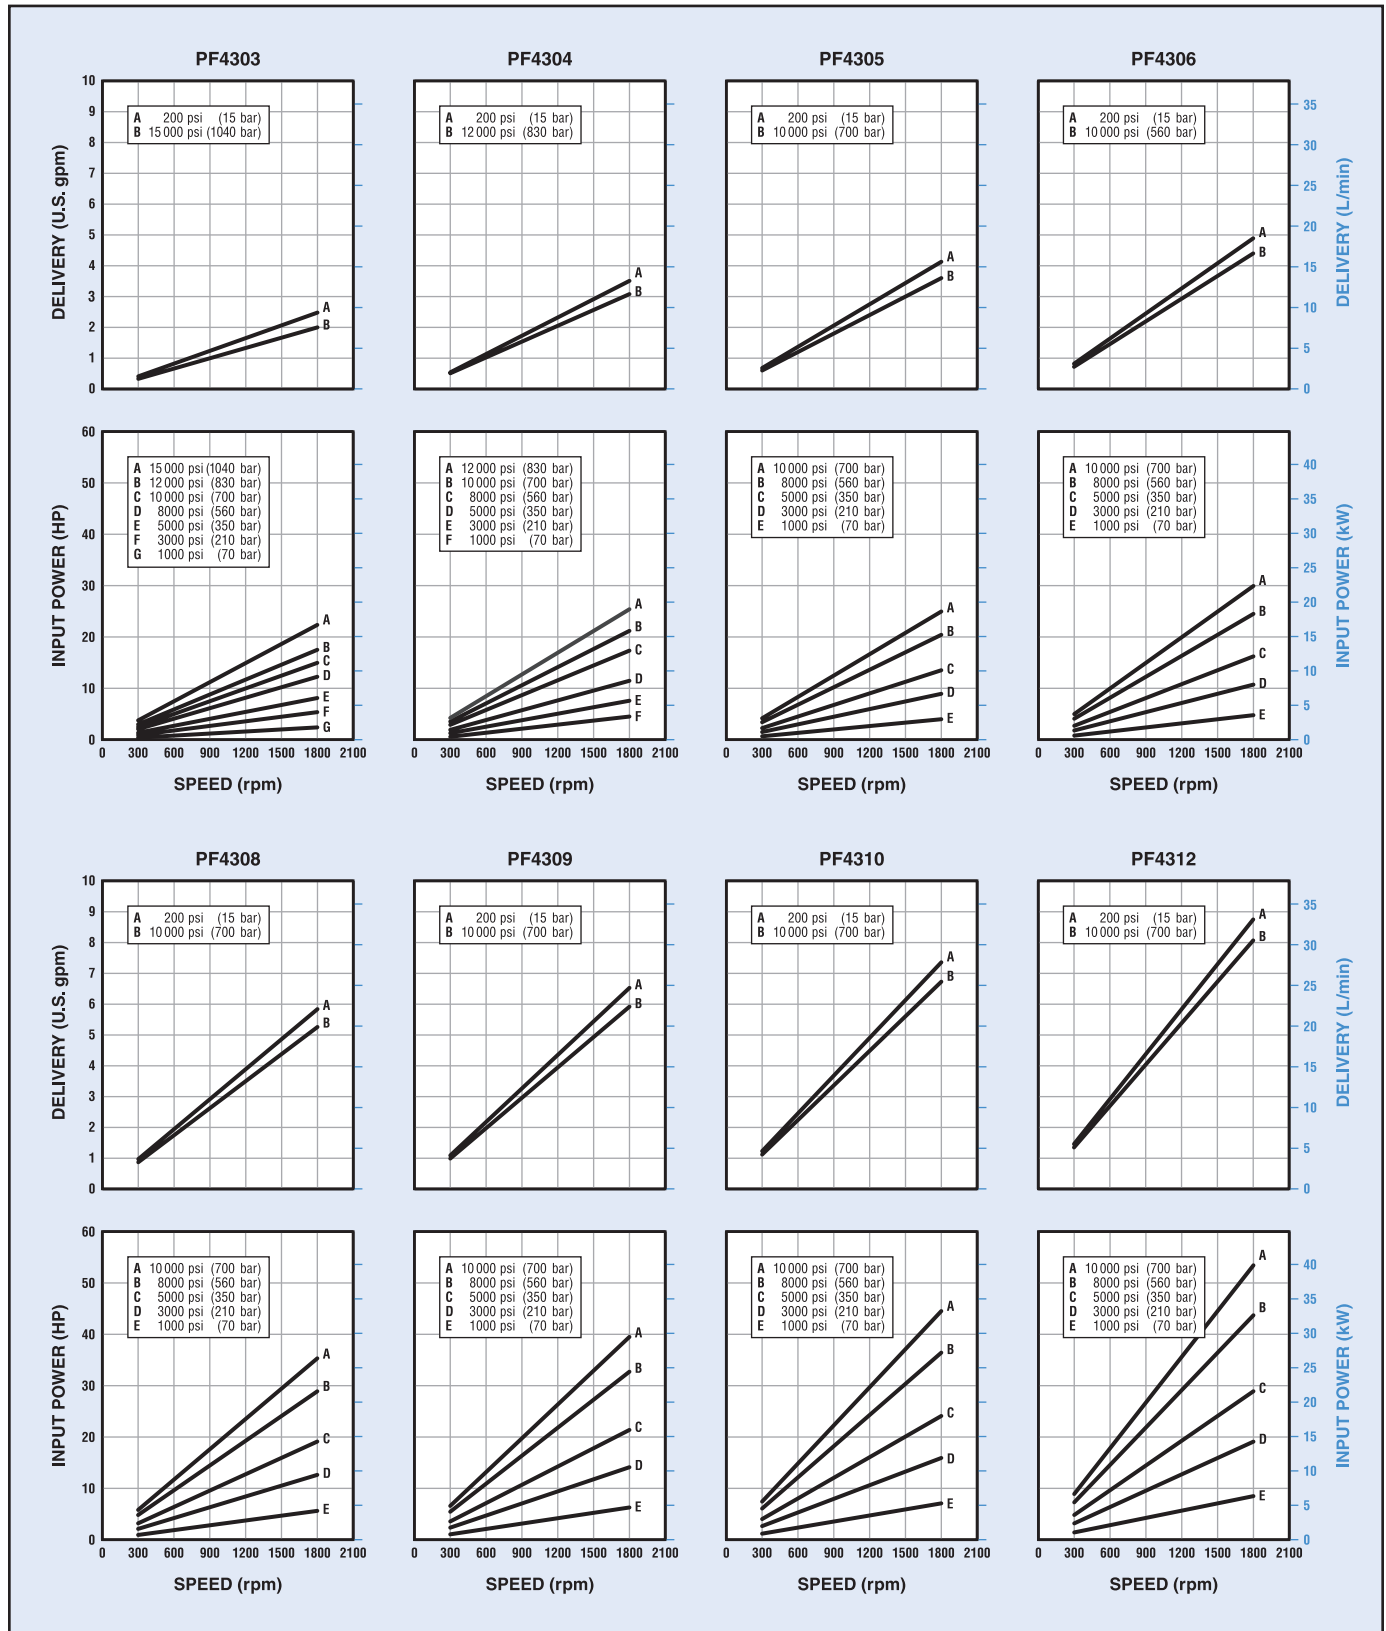 PF4303 PF4304 PF4305 PF4306
10
9
8
7
6
5
4
3
2
1
0
DELIVERY (U.S. gpm)
A 200 psi (15 bar)
B 15 000 psi (1040 bar)
A
B
A 200 psi (15 bar)
B 12 000 psi (830 bar)
A
B
A 200 psi (15 bar)
B 10 000 psi (700 bar)
A
B
A 200 psi (15 bar)
B 10 000 psi (560 bar)
A
B
35
30
25
20
15
10
5
0
DELIVERY (L/min)
60
50
40
30
20
10
0
INPUT POWER (HP)
A 15 000 psi (1040 bar)
B 12 000 psi (830 bar)
C 10 000 psi (700 bar)
D 8000 psi (560 bar)
E 5000 psi (350 bar)
F 3000 psi (210 bar)
G 1000 psi (70 bar)
A
B
C
D
E
F
G
A 12 000 psi (830 bar)
B 10 000 psi (700 bar)
C 8000 psi (560 bar)
D 5000 psi (350 bar)
E 3000 psi (210 bar)
F 1000 psi (70 bar)
A
B
C
D
E
F
A 10 000 psi (700 bar)
B 8000 psi (560 bar)
C 5000 psi (350 bar)
D 3000 psi (210 bar)
E 1000 psi (70 bar)
A
B
C
D
E
A 10 000 psi (700 bar)
B 8000 psi (560 bar)
C 5000 psi (350 bar)
D 3000 psi (210 bar)
E 1000 psi (70 bar)
A
B
C
D
E
40
35
30
25
20
15
10
5
0
INPUT POWER (kW)
0 300 600 900 1200 1500 1800 2100
0 300 600 900 1200 1500 1800 2100
0 300 600 900 1200 1500 1800 2100
0 300 600 900 1200 1500 1800 2100
SPEED (rpm) SPEED (rpm) SPEED (rpm) SPEED (rpm)
PF4308 PF4309 PF4310 PF4312
10
9
8
7
6
5
4
3
2
1
0
DELIVERY (U.S. gpm)
A 200 psi (15 bar)
B 10 000 psi (700 bar)
A
B
A 200 psi (15 bar)
B 10 000 psi (700 bar)
A
B
A 200 psi (15 bar)
B 10 000 psi (700 bar)
A
B
A 200 psi (15 bar)
B 10 000 psi (700 bar)
A
B
35
30
25
20
15
10
5
0
DELIVERY (L/min)
60
50
40
30
20
10
0
INPUT POWER (HP)
A 10 000 psi (700 bar)
B 8000 psi (560 bar)
C 5000 psi (350 bar)
D 3000 psi (210 bar)
E 1000 psi (70 bar)
A
B
C
D
E
A 10 000 psi (700 bar)
B 8000 psi (560 bar)
C 5000 psi (350 bar)
D 3000 psi (210 bar)
E 1000 psi (70 bar)
A
B
C
D
E
A 10 000 psi (700 bar)
B 8000 psi (560 bar)
C 5000 psi (350 bar)
D 3000 psi (210 bar)
E 1000 psi (70 bar)
A
B
C
D
E
A 10 000 psi (700 bar)
B 8000 psi (560 bar)
C 5000 psi (350 bar)
D 3000 psi (210 bar)
E 1000 psi (70 bar)
A
B
C
D
E
40
35
30
25
20
15
10
5
0
INPUT POWER (kW)
0 300 600 900 1200 1500 1800 2100
0 300 600 900 1200 1500 1800 2100
0 300 600 900 1200 1500 1800 2100
0 300 600 900 1200 1500 1800 2100
SPEED (rpm) SPEED (rpm) SPEED (rpm) SPEED (rpm)